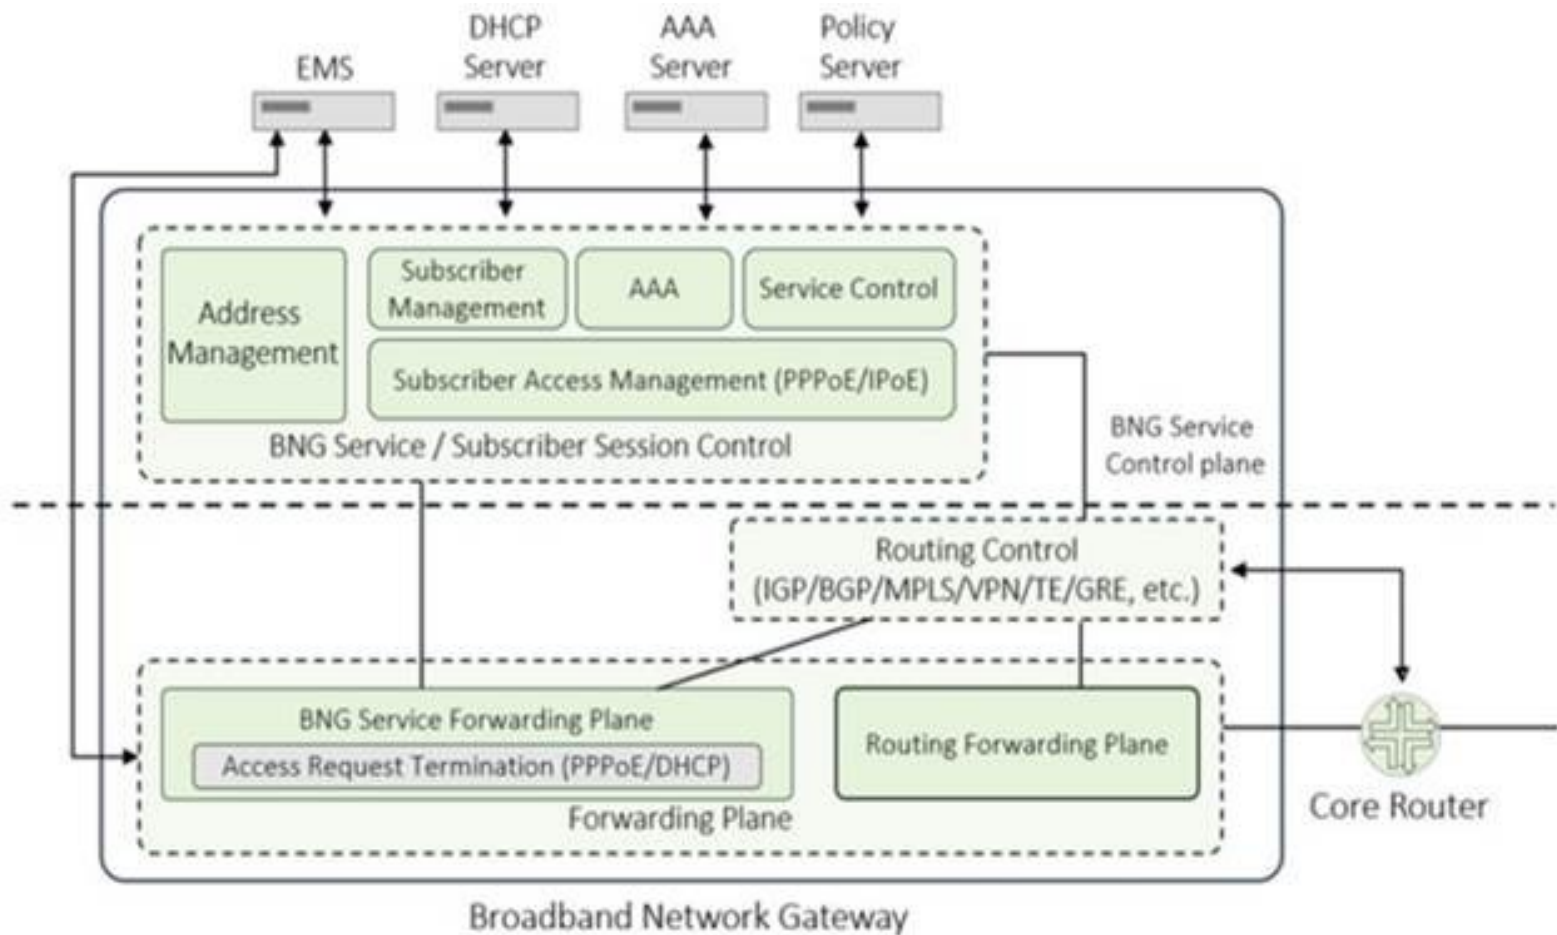 EMS
DHCP
Server
AAA
Server
Policy
Server
Address
Management
Subscriber
Management
AAA
Service Control
Subscriber Access Management (PPPoE/IPoE)
BNG Service / Subscriber Session Control
BNG Service
Control plane
Routing Control
(IGP/BGP/MPLS/VPN/TE/GRE, etc.)
BNG Service Forwarding Plane
Access Request Termination (PPPoE/DHCP)
Forwarding Plane
Routing Forwarding Plane
Core Router
Broadband Network Gateway